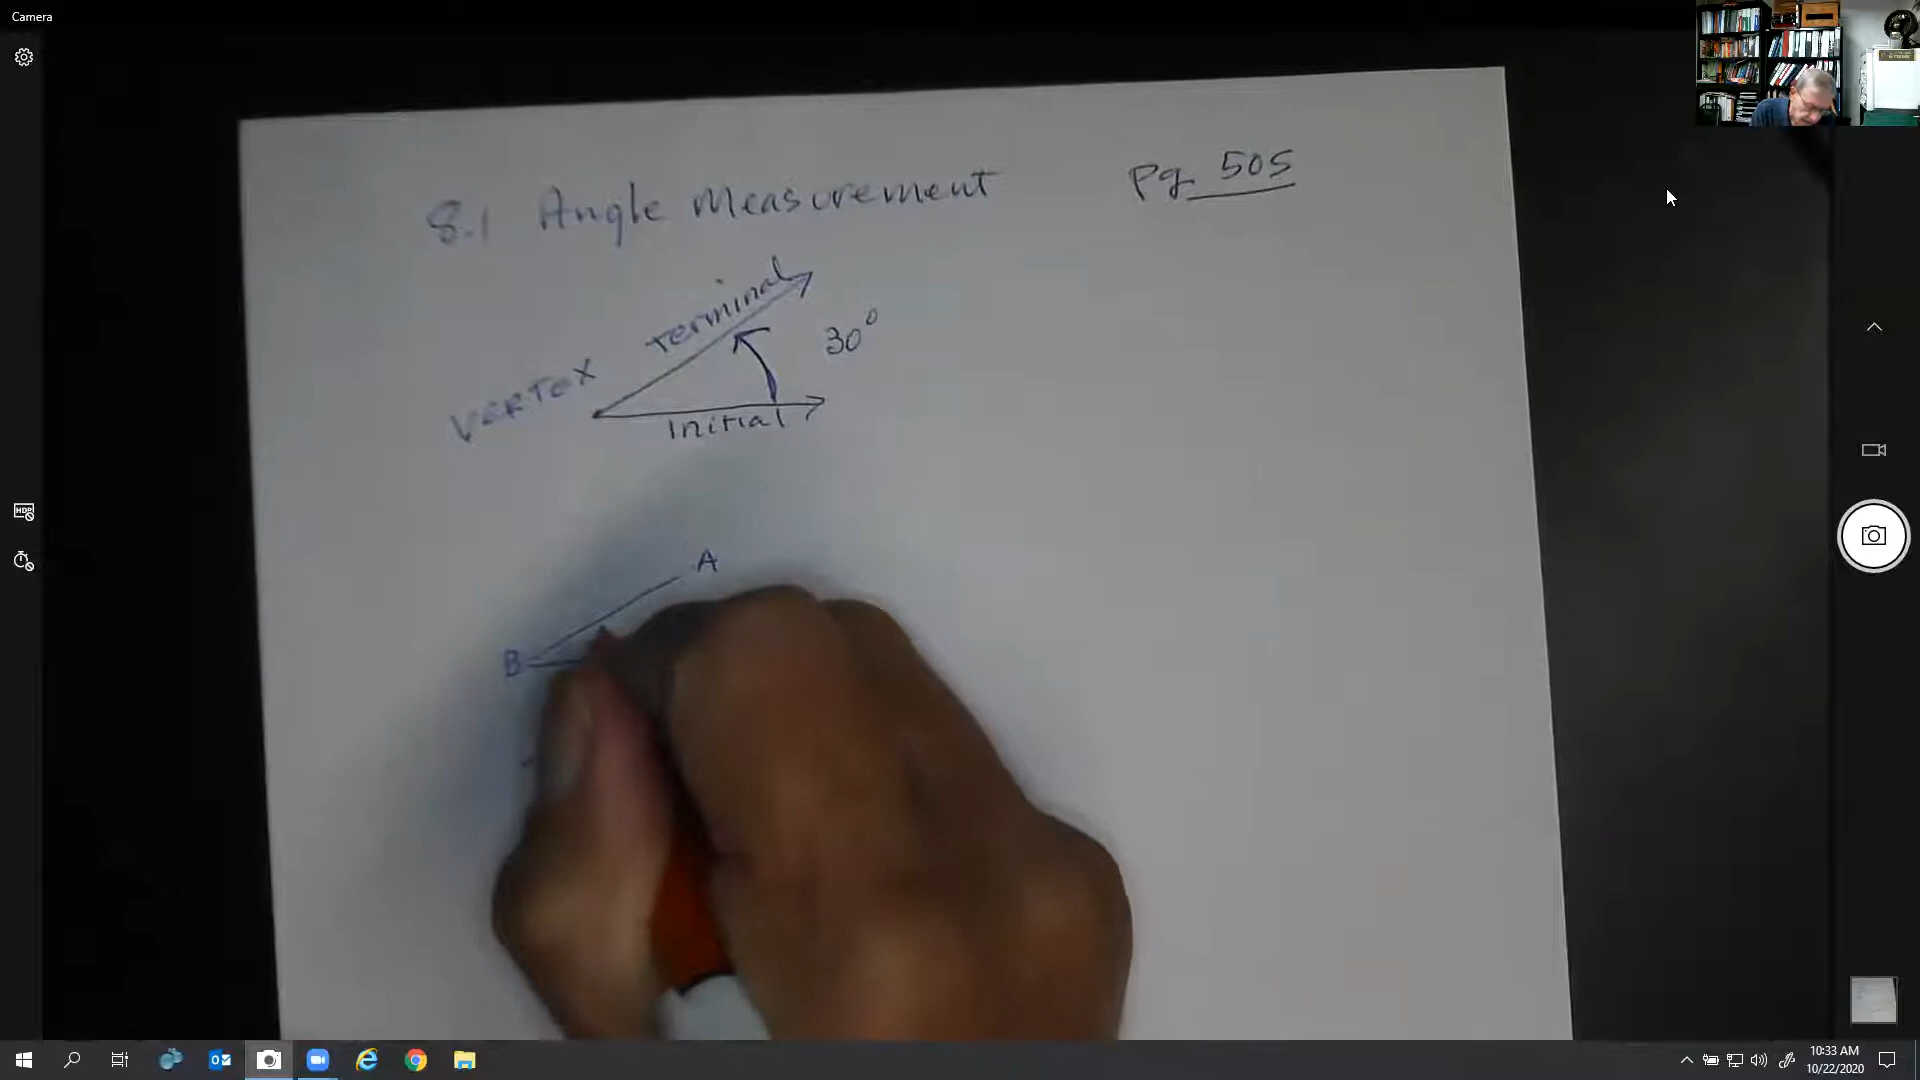 Camera
8.1 Angle Measurement Pg. 505
Terminal
30°
VERTEX
Initial
A
B
10:33 AM
10/22/2020